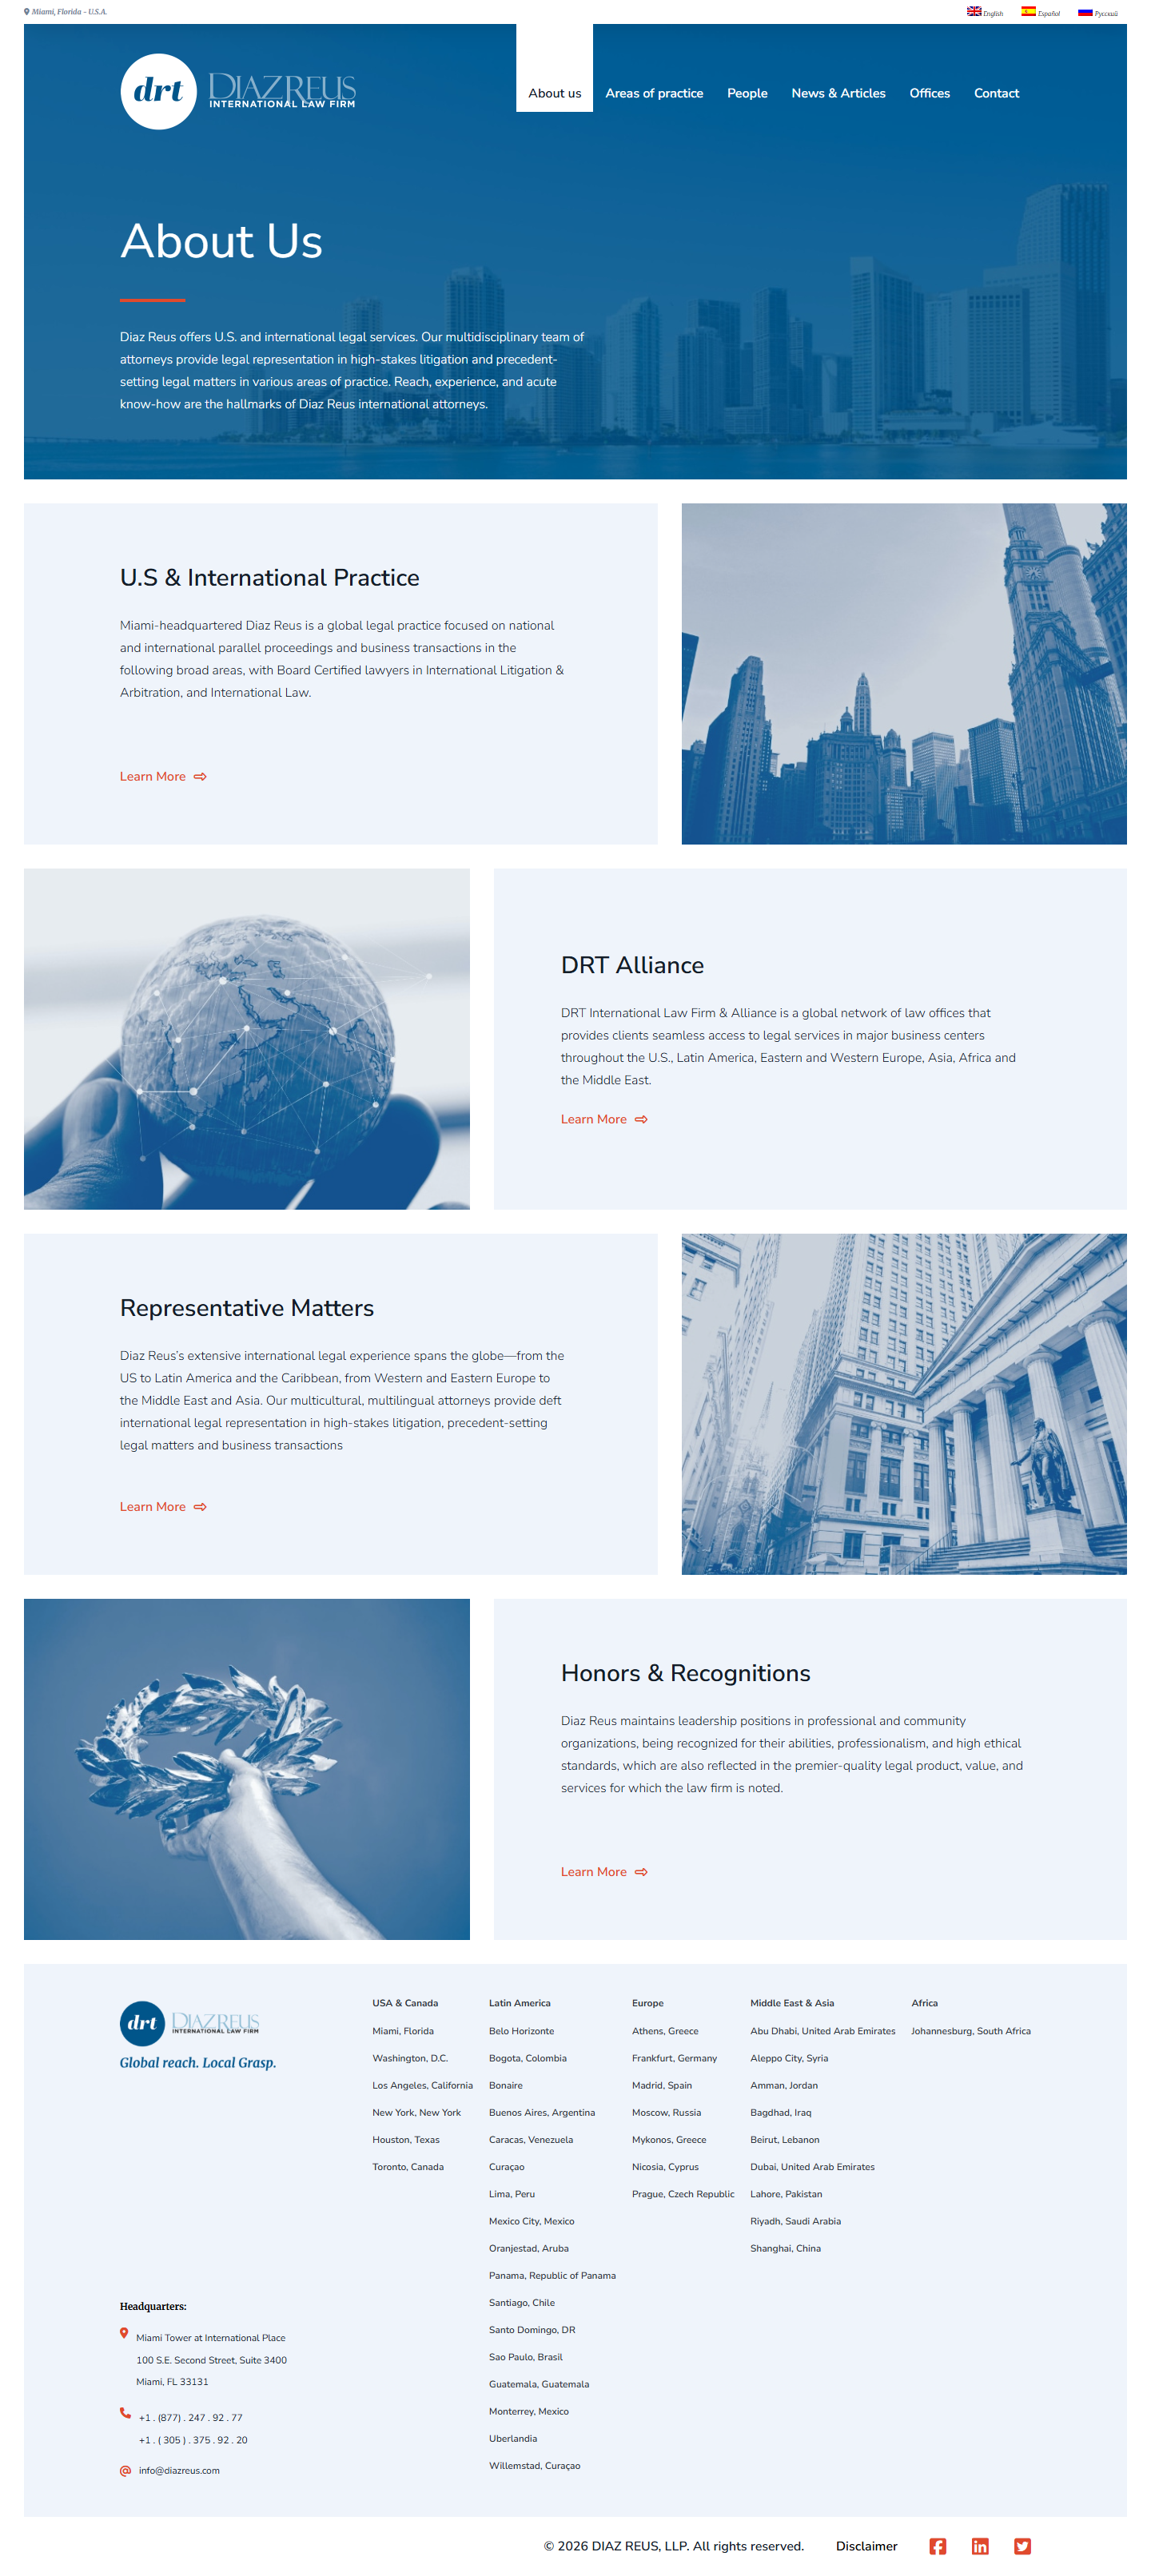 Miami, Florida - U.S.A.
English Español Русский
drt DIAZREUS
INTERNATIONAL LAW FIRM
About us Areas of practice People News & Articles Offices Contact
About Us
Diaz Reus offers U.S. and international legal services. Our multidisciplinary team of
attorneys provide legal representation in high-stakes litigation and precedent-
setting legal matters in various areas of practice. Reach, experience, and acute
know-how are the hallmarks of Diaz Reus international attorneys.
U.S & International Practice
Miami-headquartered Diaz Reus is a global legal practice focused on national
and international parallel proceedings and business transactions in the
following broad areas, with Board Certified lawyers in International Litigation &
Arbitration, and International Law.
Learn More
DRT Alliance
DRT International Law Firm & Alliance is a global network of law offices that
provides clients seamless access to legal services in major business centers
throughout the U.S., Latin America, Eastern and Western Europe, Asia, Africa and
the Middle East.
Learn More
Representative Matters
Diaz Reus’s extensive international legal experience spans the globe—from the
US to Latin America and the Caribbean, from Western and Eastern Europe to
the Middle East and Asia. Our multicultural, multilingual attorneys provide deft
international legal representation in high-stakes litigation, precedent-setting
legal matters and business transactions
Learn More
Honors & Recognitions
Diaz Reus maintains leadership positions in professional and community
organizations, being recognized for their abilities, professionalism, and high ethical
standards, which are also reflected in the premier-quality legal product, value, and
services for which the law firm is noted.
Learn More
drt DIAZREUS
INTERNATIONAL LAW FIRM
Global reach. Local Grasp.
Headquarters:
Miami Tower at International Place
100 S.E. Second Street, Suite 3400
Miami, FL 33131
+1 . (877) . 247 . 92 . 77
+1 . ( 305 ) . 375 . 92 . 20
info@diazreus.com
USA & Canada
Miami, Florida
Washington, D.C.
Los Angeles, California
New York, New York
Houston, Texas
Toronto, Canada
Latin America
Belo Horizonte
Bogota, Colombia
Bonaire
Buenos Aires, Argentina
Caracas, Venezuela
Curaçao
Lima, Peru
Mexico City, Mexico
Oranjestad, Aruba
Panama, Republic of Panama
Santiago, Chile
Santo Domingo, DR
Sao Paulo, Brasil
Guatemala, Guatemala
Monterrey, Mexico
Uberlandia
Willemstad, Curaçao
Europe
Athens, Greece
Frankfurt, Germany
Madrid, Spain
Moscow, Russia
Mykonos, Greece
Nicosia, Cyprus
Prague, Czech Republic
Middle East & Asia
Abu Dhabi, United Arab Emirates
Aleppo City, Syria
Amman, Jordan
Bagdhad, Iraq
Beirut, Lebanon
Dubai, United Arab Emirates
Lahore, Pakistan
Riyadh, Saudi Arabia
Shanghai, China
Africa
Johannesburg, South Africa
© 2026 DIAZ REUS, LLP. All rights reserved. Disclaimer